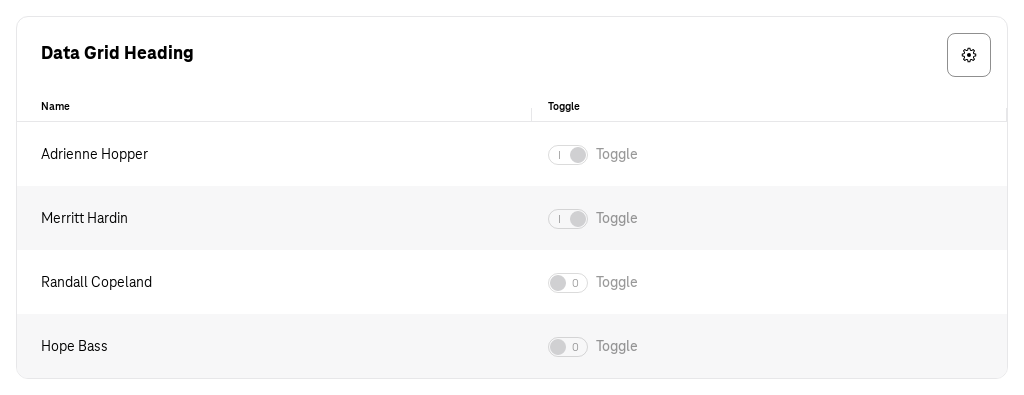 Data Grid Heading
Name Toggle
Adrienne Hopper I Toggle
Merritt Hardin I Toggle
Randall Copeland 0 Toggle
Hope Bass 0 Toggle